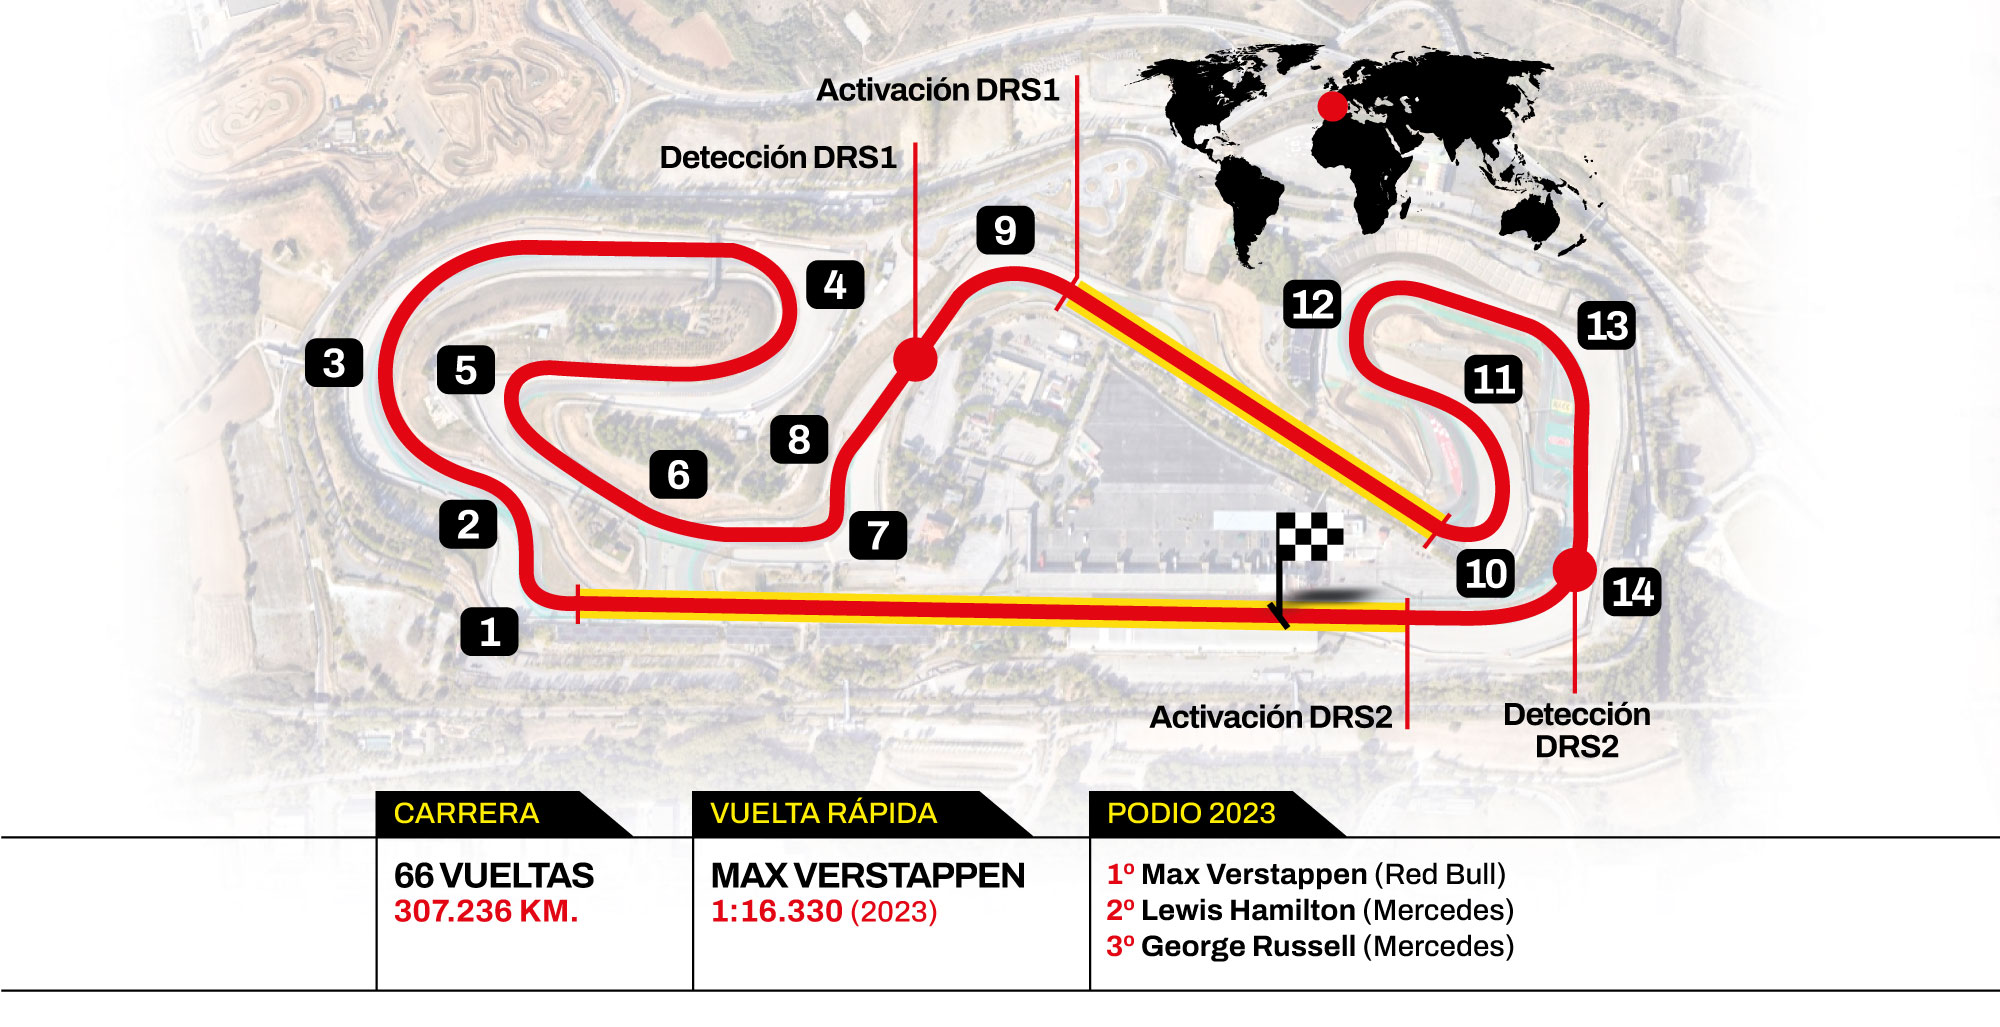 Activación DRS1
Detección DRS1
9
4
12
13
3
5
11
8
6
2
7
10
14
1
Activación DRS2
Detección
DRS2
CARRERA
66 VUELTAS
307.236 KM.
VUELTA RÁPIDA
MAX VERSTAPPEN
1:16.330 (2023)
PODIO 2023
1º Max Verstappen (Red Bull)
2º Lewis Hamilton (Mercedes)
3º George Russell (Mercedes)